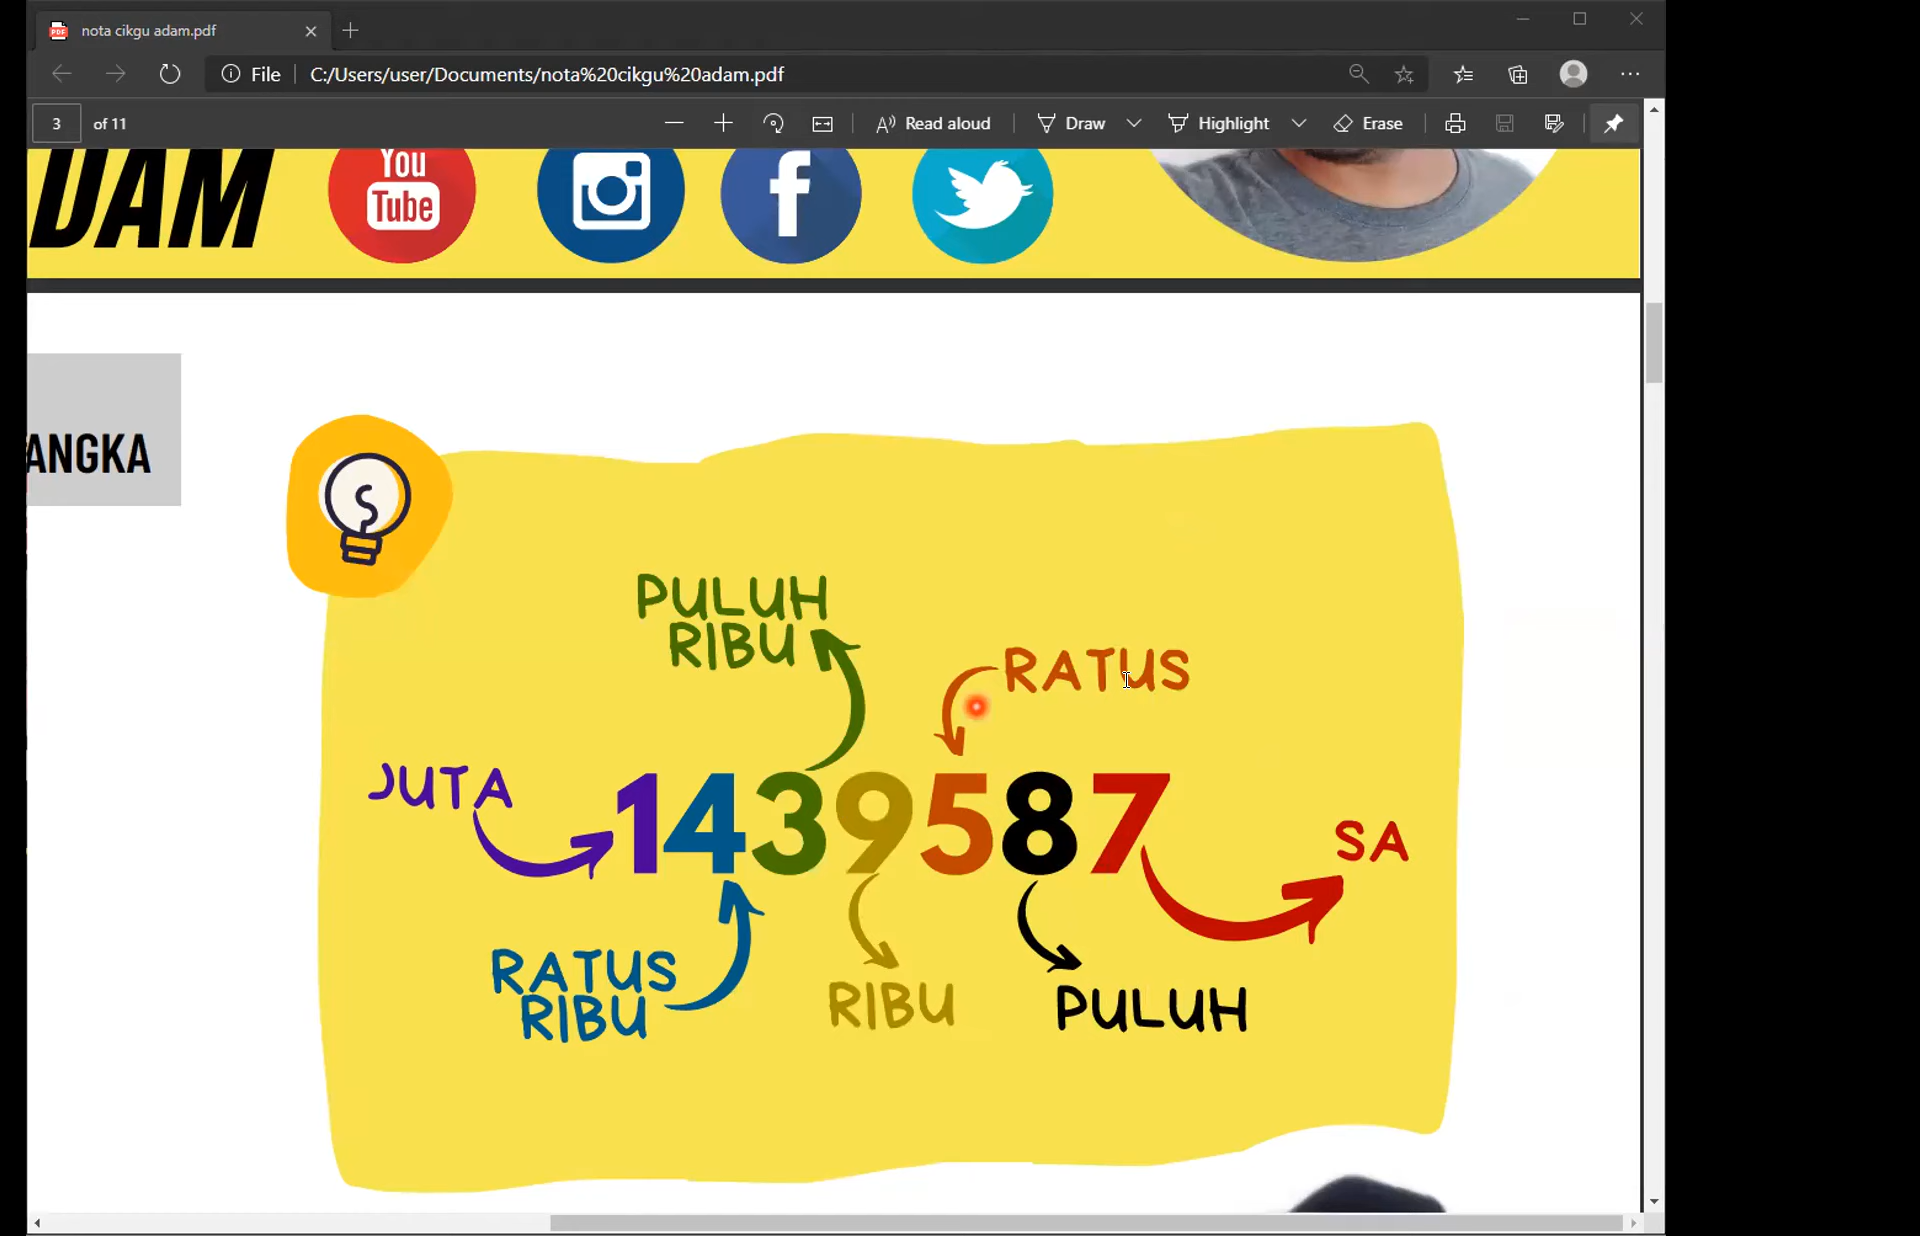 nota cikgu adam.pdf
File C:/Users/user/Documents/nota%20cikgu%20adam.pdf
3 of 11 Read aloud Draw Highlight Erase
You
Tube
ANGKA
PULUH
RIBU
RATUS
JUTA
1439587
SA
RATUS
RIBU
RIBU
PULUH